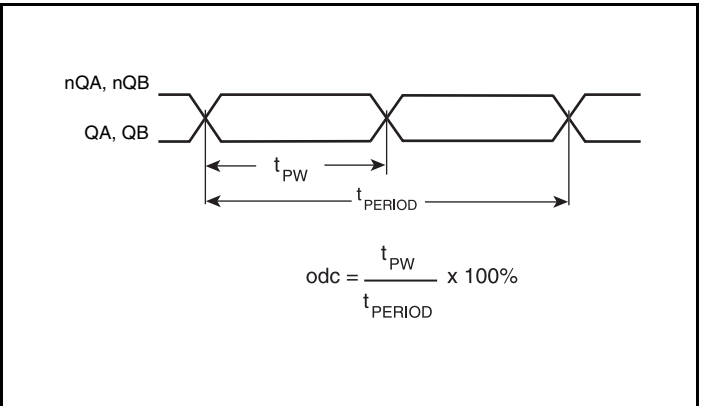 nQA, nQB
QA, QB
tPW
tPERIOD
odc = tPW / tPERIOD x 100%